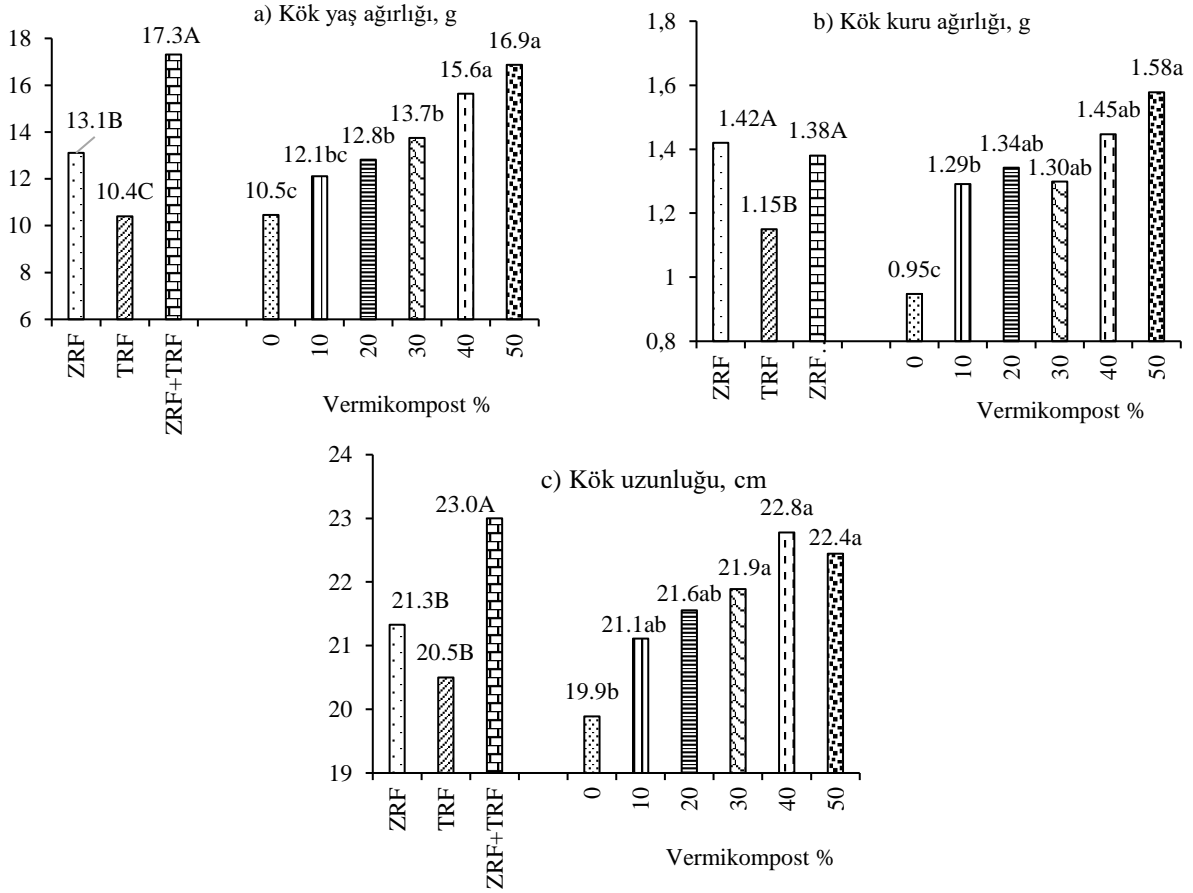 a) Kök yaş ağırlığı, g
18
16
14
12
10
8
6
13.1B
10.4C
17.3A
10.5c
12.1bc
12.8b
13.7b
15.6a
16.9a
ZRF
TRF
ZRF+TRF
0
10
20
30
40
50
Vermikompost %
b) Kök kuru ağırlığı, g
1,8
1,6
1,4
1,2
1
0,8
1.42A
1.15B
1.38A
0.95c
1.29b
1.34ab
1.30ab
1.45ab
1.58a
ZRF
TRF
ZRF.
0
10
20
30
40
50
Vermikompost %
c) Kök uzunluğu, cm
24
23
22
21
20
19
21.3B
20.5B
23.0A
19.9b
21.1ab
21.6ab
21.9a
22.8a
22.4a
ZRF
TRF
ZRF+TRF
0
10
20
30
40
50
Vermikompost %